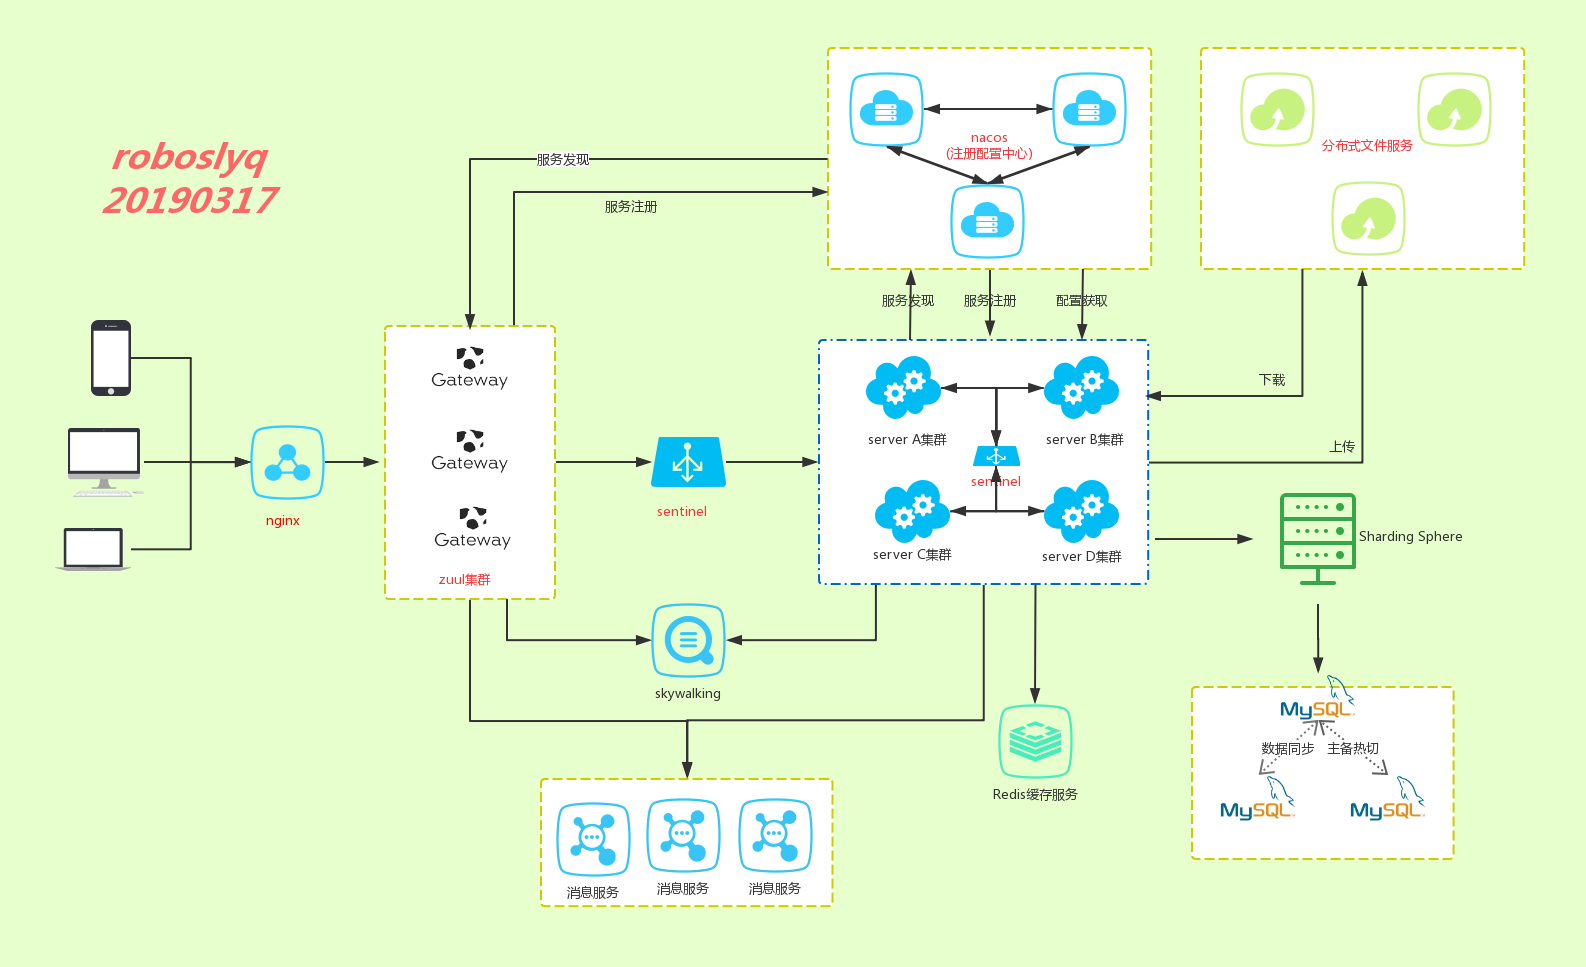 roboslyq
20190317
服务发现
服务注册
nacos
(注册配置中心)
分布式文件服务
服务发现
服务注册
配置获取
下载
上传
nginx
Gateway
Gateway
Gateway
zuul集群
sentinel
server A集群
server B集群
sentinel
server C集群
server D集群
Sharding Sphere
skywalking
Redis缓存服务
MySQL
数据同步
主备热切
MySQL
MySQL
消息服务
消息服务
消息服务